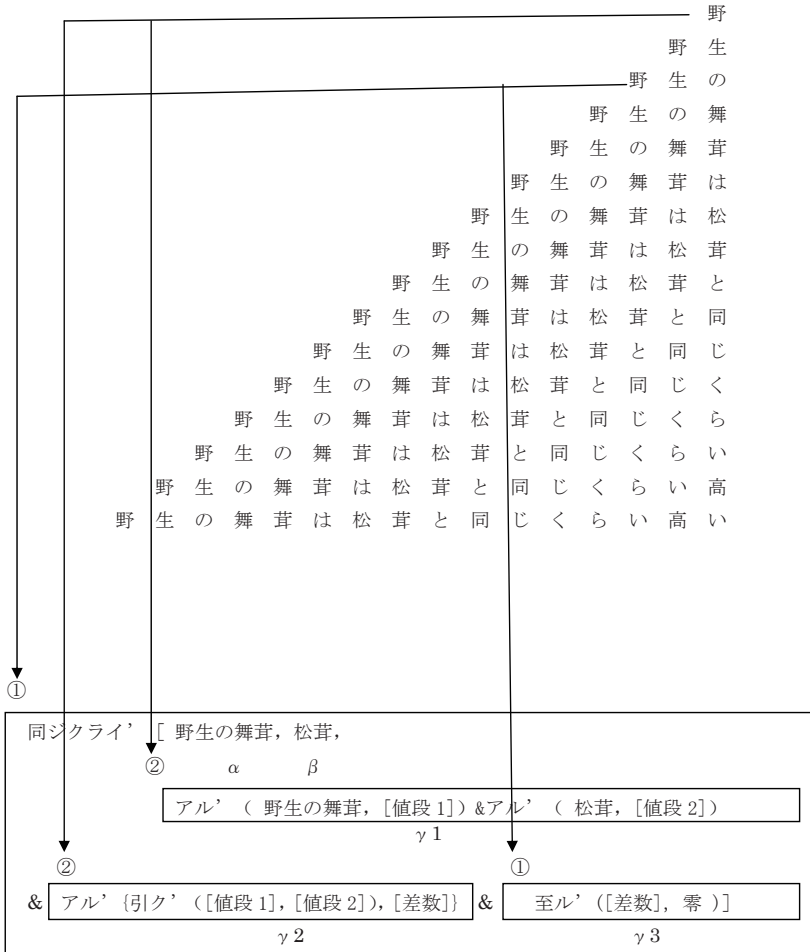 野
野生
野生の
野生の舞
野生の舞茸
野生の舞茸は
野生の舞茸は松
野生の舞茸は松茸
野生の舞茸は松茸と
野生の舞茸は松茸と同
野生の舞茸は松茸と同じ
野生の舞茸は松茸と同じく
野生の舞茸は松茸と同じくら
野生の舞茸は松茸と同じくらい
野生の舞茸は松茸と同じくらい高
野生の舞茸は松茸と同じくらい高い
①
同ジクライ’［ 野生の舞茸, 松茸,
② α β
アル’（ 野生の舞茸, [値段 1]）&アル’（ 松茸, [値段 2]）
γ1
② ①
& アル’｛引ク’（[値段 1], [値段 2]）, [差数]｝ & 至ル’（[差数], 零 ）］
γ2 γ3